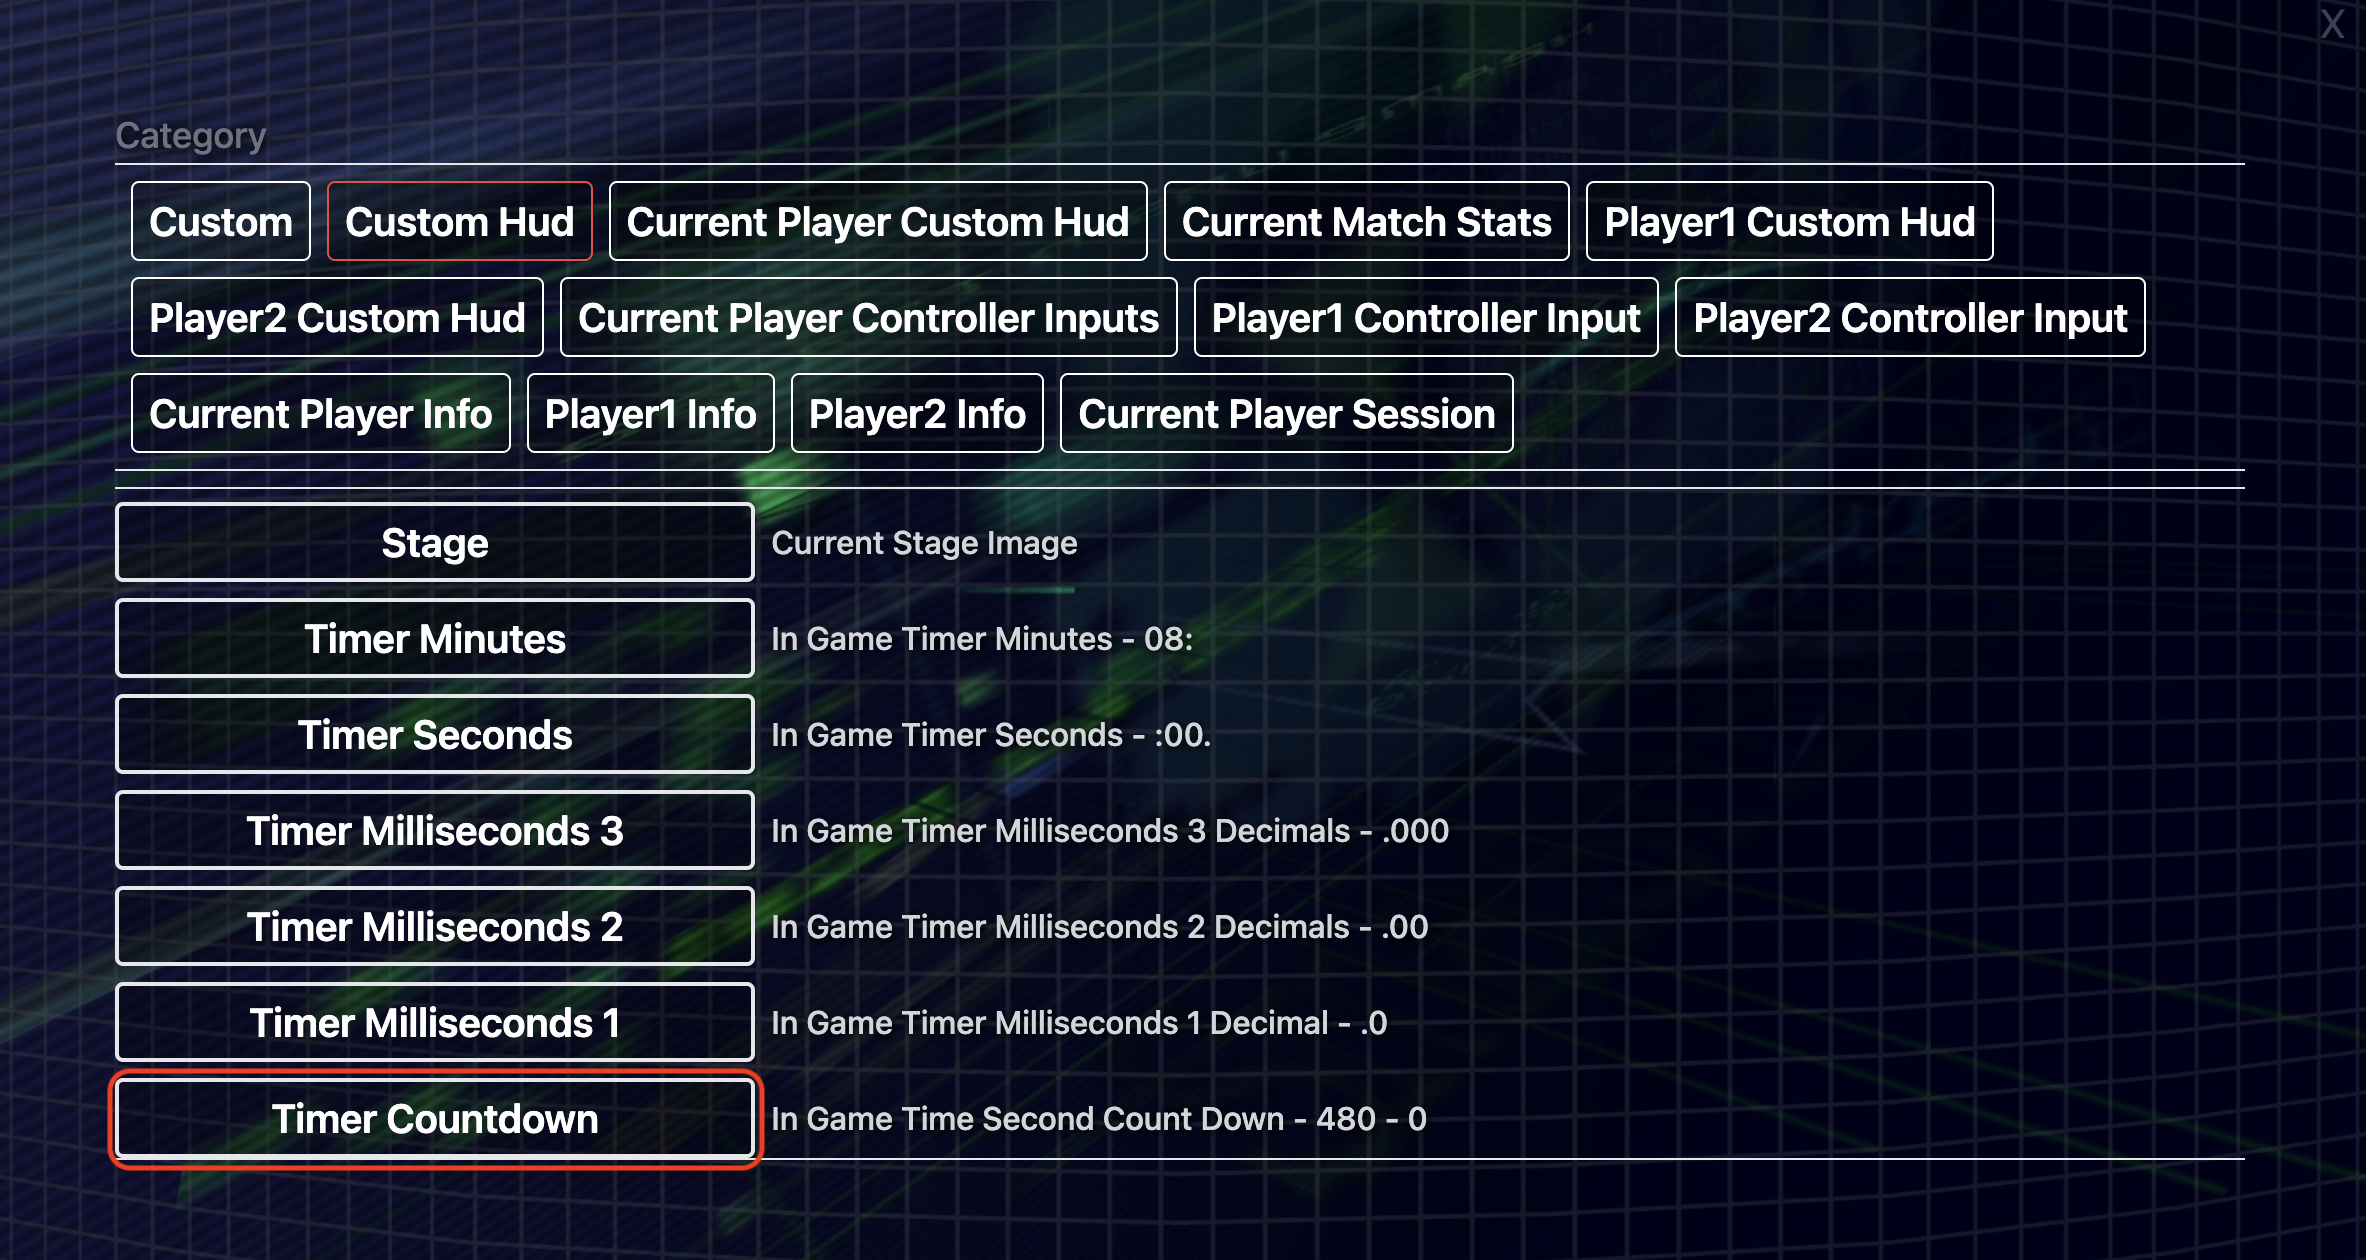 X
Category
Custom Custom Hud Current Player Custom Hud Current Match Stats Player1 Custom Hud
Player2 Custom Hud Current Player Controller Inputs Player1 Controller Input Player2 Controller Input
Current Player Info Player1 Info Player2 Info Current Player Session
Stage Current Stage Image
Timer Minutes In Game Timer Minutes - 08:
Timer Seconds In Game Timer Seconds - :00.
Timer Milliseconds 3 In Game Timer Milliseconds 3 Decimals - .000
Timer Milliseconds 2 In Game Timer Milliseconds 2 Decimals - .00
Timer Milliseconds 1 In Game Timer Milliseconds 1 Decimal - .0
Timer Countdown In Game Time Second Count Down - 480 - 0